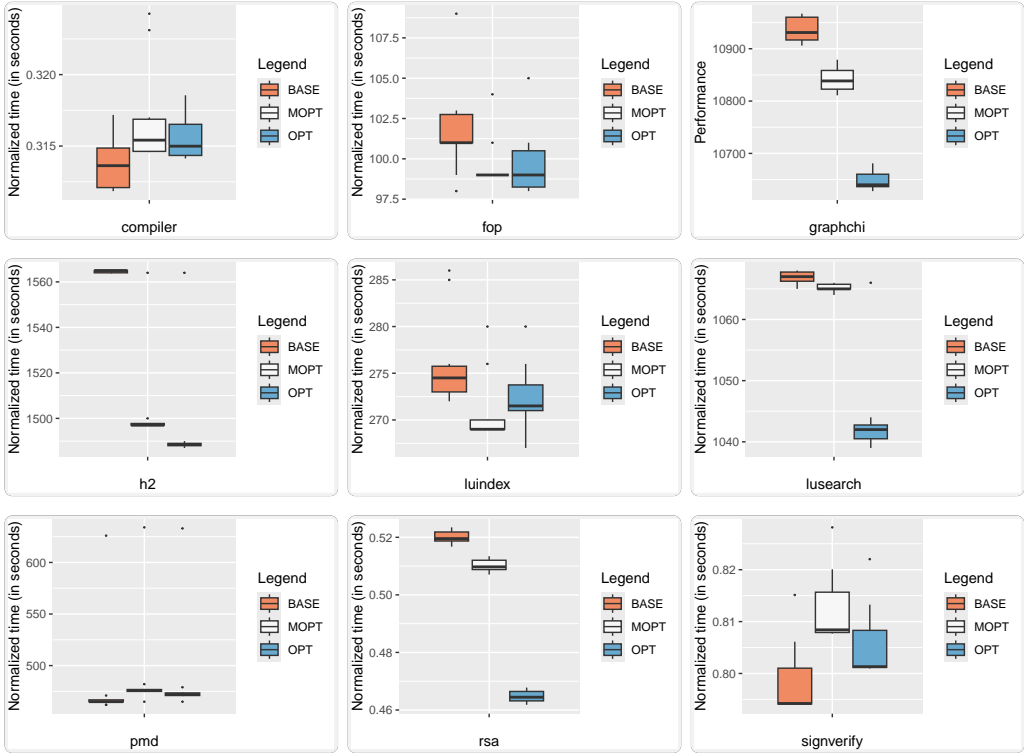 Normalized time (in seconds)
0.320
0.315
compiler
Legend
BASE
MOPT
OPT
Normalized time (in seconds)
107.5
105.0
102.5
100.0
97.5
fop
Legend
BASE
MOPT
OPT
Performance
10900
10800
10700
graphchi
Legend
BASE
MOPT
OPT
Normalized time (in seconds)
1560
1540
1520
1500
h2
Legend
BASE
MOPT
OPT
Normalized time (in seconds)
285
280
275
270
luindex
Legend
BASE
MOPT
OPT
Normalized time (in seconds)
1060
1050
1040
lusearch
Legend
BASE
MOPT
OPT
Normalized time (in seconds)
600
550
500
pmd
Legend
BASE
MOPT
OPT
Normalized time (in seconds)
0.52
0.50
0.48
0.46
rsa
Legend
BASE
MOPT
OPT
Normalized time (in seconds)
0.82
0.81
0.80
signverify
Legend
BASE
MOPT
OPT